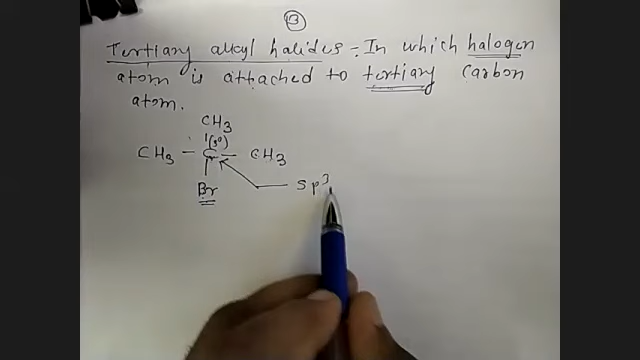 13
Tertiary alkyl halides :- In which halogen
atom is attached to tertiary carbon
atom.
CH3
(3°)
CH3 - C - CH3
Br
sp3